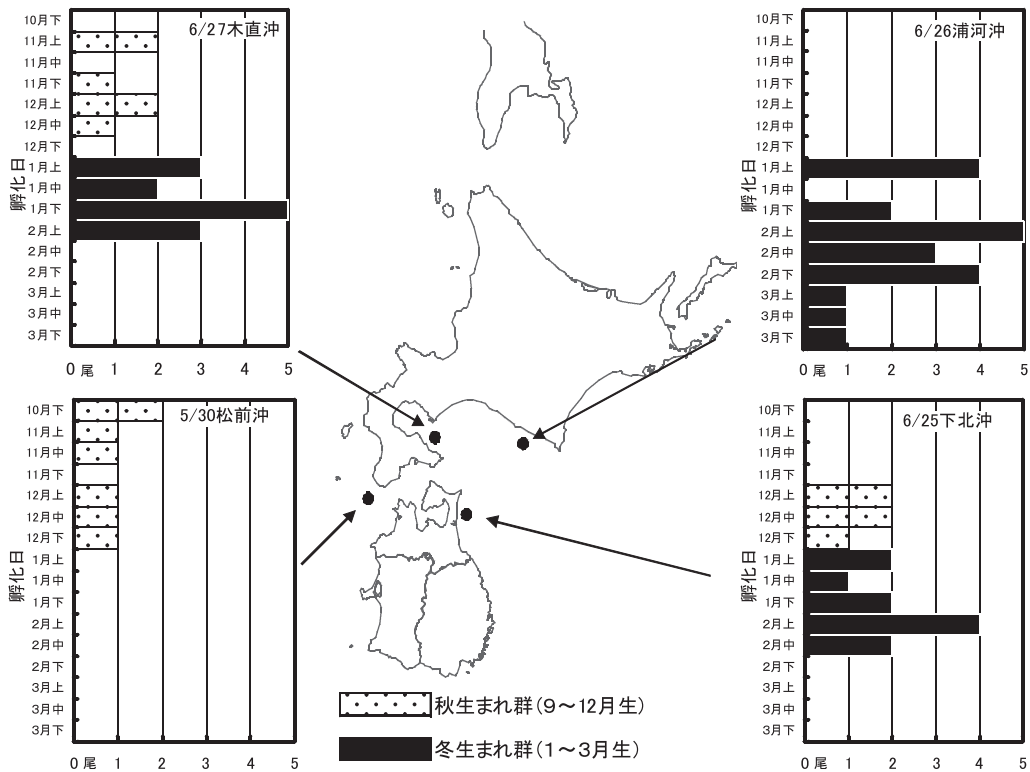 6/27木直沖
孵化日
10月下
11月上
11月中
11月下
12月上
12月中
12月下
1月上
1月中
1月下
2月上
2月中
2月下
3月上
3月中
3月下
0 尾 1 2 3 4 5
6/26浦河沖
孵化日
10月下
11月上
11月中
11月下
12月上
12月中
12月下
1月上
1月中
1月下
2月上
2月中
2月下
3月上
3月中
3月下
0 尾 1 2 3 4 5
5/30松前沖
孵化日
10月下
11月上
11月中
11月下
12月上
12月中
12月下
1月上
1月中
1月下
2月上
2月中
2月下
3月上
3月中
3月下
0 尾 1 2 3 4 5
6/25下北沖
孵化日
10月下
11月上
11月中
11月下
12月上
12月中
12月下
1月上
1月中
1月下
2月上
2月中
2月下
3月上
3月中
3月下
0 尾 1 2 3 4 5
秋生まれ群(9～12月生)
冬生まれ群(1～3月生)